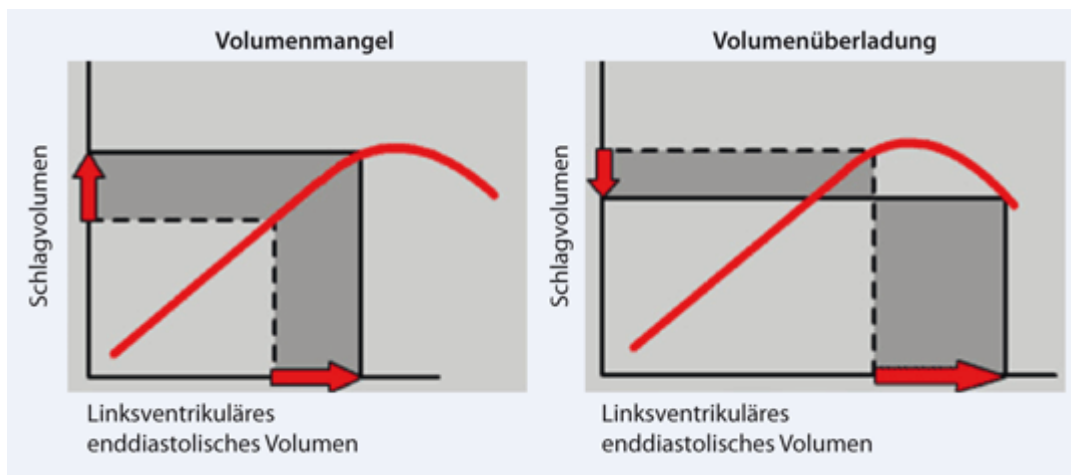 Volumenmangel
Schlagvolumen
Linksventrikuläres
enddiastolisches Volumen
Volumenüberladung
Schlagvolumen
Linksventrikuläres
enddiastolisches Volumen